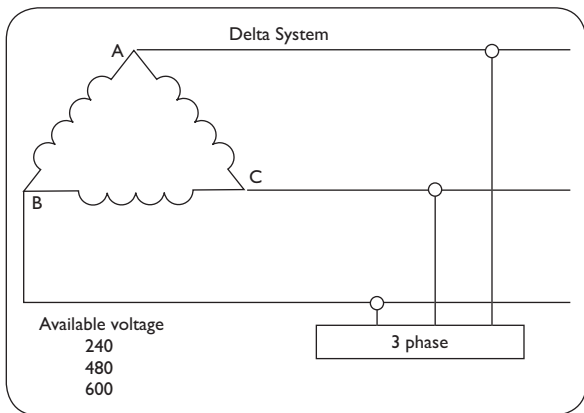 Delta System
A
C
B
Available voltage
240
480
600
3 phase